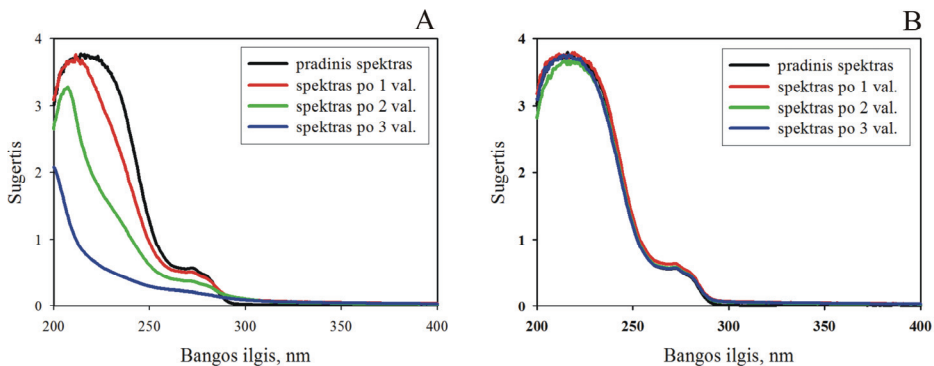 A
4
3
2
1
0
Sugertis
pradinis spektras
spektras po 1 val.
spektras po 2 val.
spektras po 3 val.
200
250
300
350
400
Bangos ilgis, nm
B
4
3
2
1
0
Sugertis
pradinis spektras
spektras po 1 val.
spektras po 2 val.
spektras po 3 val.
200
250
300
350
400
Bangos ilgis, nm